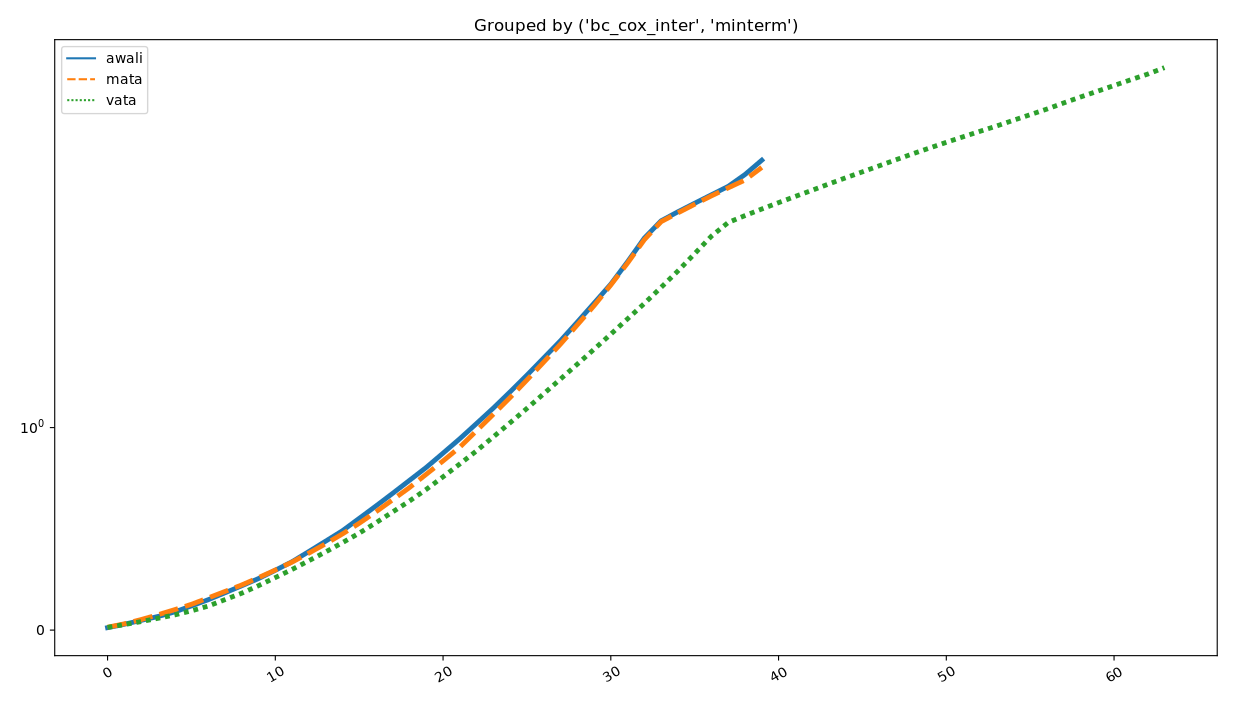 Grouped by ('bc_cox_inter', 'minterm')
awali
mata
vata
10⁰
0
0 10 20 30 40 50 60